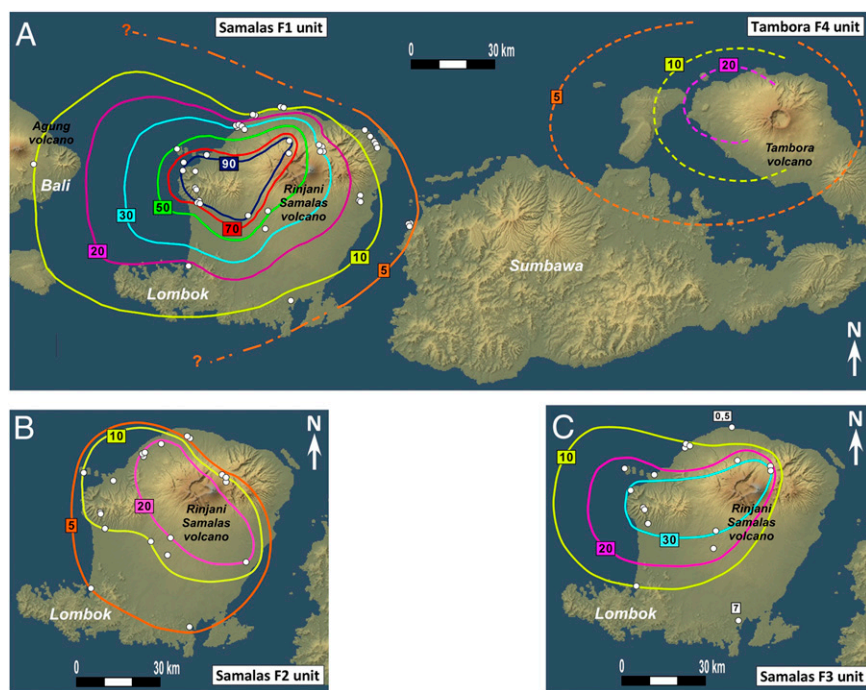 A
Samalas F1 unit
Tambora F4 unit
?
0 30 km
10
20
10
5
Agung
volcano
Bali
90
Tambora
volcano
30
50
Rinjani
Samalas
volcano
70
20
10
5
Sumbawa
Lombok
?
N
B
N
10
20
Rinjani
Samalas
volcano
5
Lombok
0 30 km
Samalas F2 unit
C
0,5
N
10
20
30
Rinjani
Samalas
volcano
Lombok
7
0 30 km
Samalas F3 unit